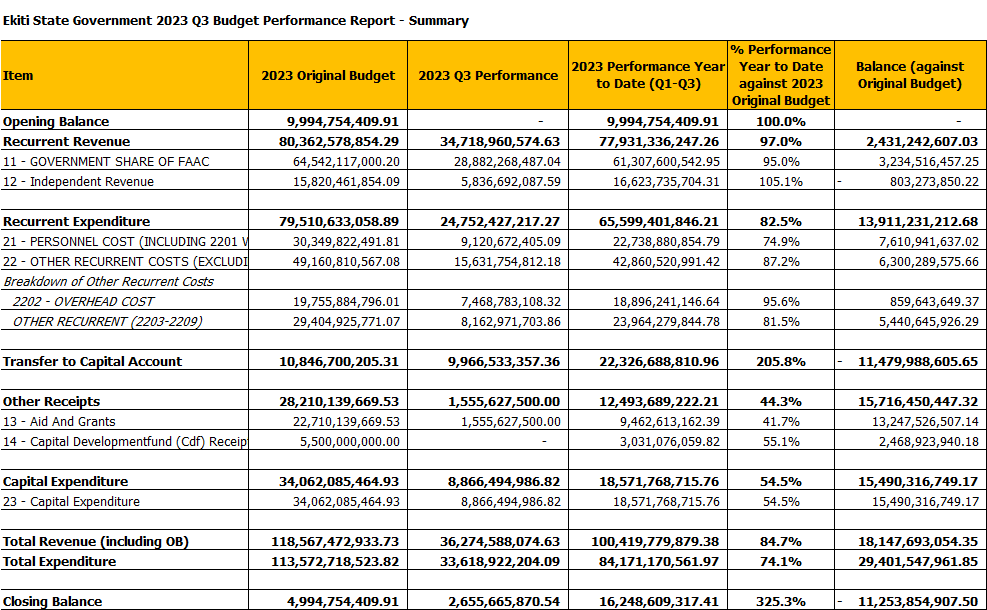 Ekiti State Government 2023 Q3 Budget Performance Report - Summary
Item 2023 Original Budget 2023 Q3 Performance 2023 Performance Year to Date (Q1-Q3) % Performance Year to Date against 2023 Original Budget Balance (against Original Budget)
Opening Balance 9,994,754,409.91 - 9,994,754,409.91 100.0% -
Recurrent Revenue 80,362,578,854.29 34,718,960,574.63 77,931,336,247.26 97.0% 2,431,242,607.03
11 - GOVERNMENT SHARE OF FAAC 64,542,117,000.20 28,882,268,487.04 61,307,600,542.95 95.0% 3,234,516,457.25
12 - Independent Revenue 15,820,461,854.09 5,836,692,087.59 16,623,735,704.31 105.1% - 803,273,850.22
Recurrent Expenditure 79,510,633,058.89 24,752,427,217.27 65,599,401,846.21 82.5% 13,911,231,212.68
21 - PERSONNEL COST (INCLUDING 2201 W 30,349,822,491.81 9,120,672,405.09 22,738,880,854.79 74.9% 7,610,941,637.02
22 - OTHER RECURRENT COSTS (EXCLUDI 49,160,810,567.08 15,631,754,812.18 42,860,520,991.42 87.2% 6,300,289,575.66
Breakdown of Other Recurrent Costs
2202 - OVERHEAD COST 19,755,884,796.01 7,468,783,108.32 18,896,241,146.64 95.6% 859,643,649.37
OTHER RECURRENT (2203-2209) 29,404,925,771.07 8,162,971,703.86 23,964,279,844.78 81.5% 5,440,645,926.29
Transfer to Capital Account 10,846,700,205.31 9,966,533,357.36 22,326,688,810.96 205.8% - 11,479,988,605.65
Other Receipts 28,210,139,669.53 1,555,627,500.00 12,493,689,222.21 44.3% 15,716,450,447.32
13 - Aid And Grants 22,710,139,669.53 1,555,627,500.00 9,462,613,162.39 41.7% 13,247,526,507.14
14 - Capital Developmentfund (Cdf) Receip 5,500,000,000.00 - 3,031,076,059.82 55.1% 2,468,923,940.18
Capital Expenditure 34,062,085,464.93 8,866,494,986.82 18,571,768,715.76 54.5% 15,490,316,749.17
23 - Capital Expenditure 34,062,085,464.93 8,866,494,986.82 18,571,768,715.76 54.5% 15,490,316,749.17
Total Revenue (including OB) 118,567,472,933.73 36,274,588,074.63 100,419,779,879.38 84.7% 18,147,693,054.35
Total Expenditure 113,572,718,523.82 33,618,922,204.09 84,171,170,561.97 74.1% 29,401,547,961.85
Closing Balance 4,994,754,409.91 2,655,665,870.54 16,248,609,317.41 325.3% - 11,253,854,907.50